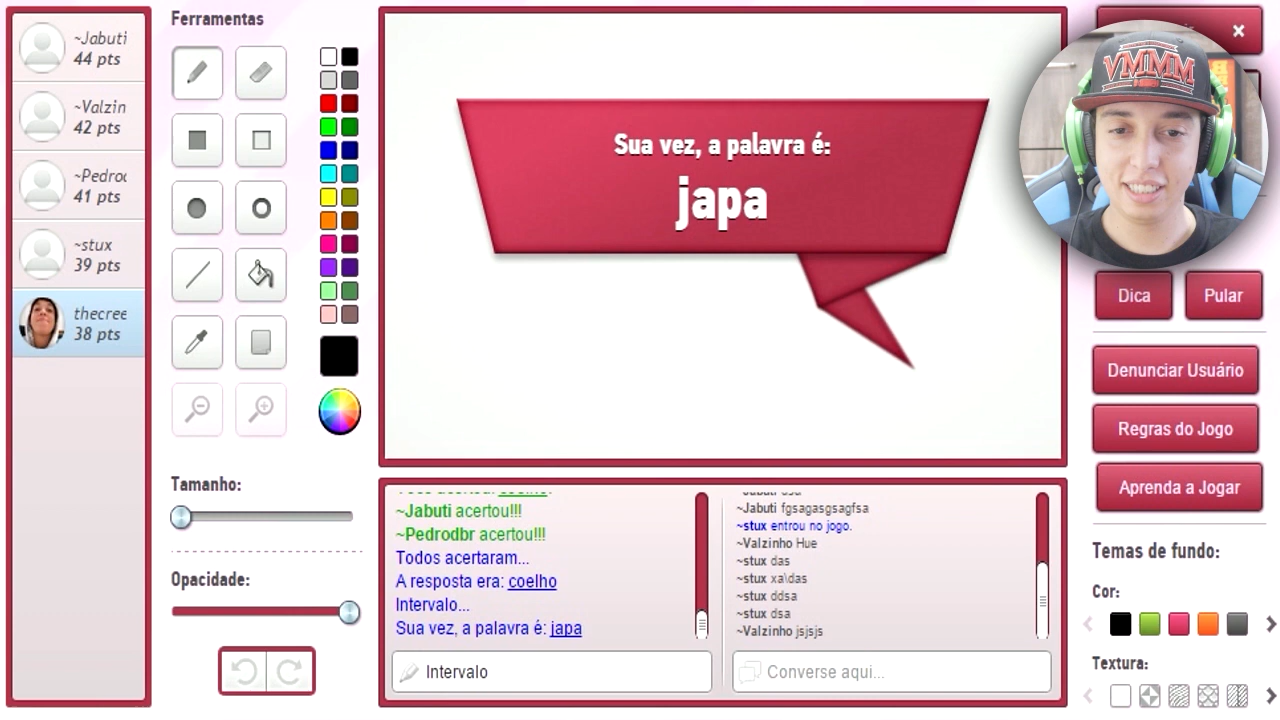 ~Jabuti
44 pts
~Valzin
42 pts
~Pedroc
41 pts
~stux
39 pts
thecree
38 pts
Ferramentas
Tamanho:
Opacidade:
Sua vez, a palavra é:
japa
~Jabuti acertou!!!
~Pedrodbr acertou!!!
Todos acertaram...
A resposta era: coelho
Intervalo...
Sua vez, a palavra é: japa
Intervalo
~Jabuti fgsagasgsagfsa
~stux entrou no jogo.
~Valzinho Hue
~stux das
~stux xa\das
~stux ddsa
~stux dsa
~Valzinho jsjsjs
Converse aqui...
VMMM
Dica
Pular
Denunciar Usuário
Regras do Jogo
Aprenda a Jogar
Temas de fundo:
Cor:
Textura: